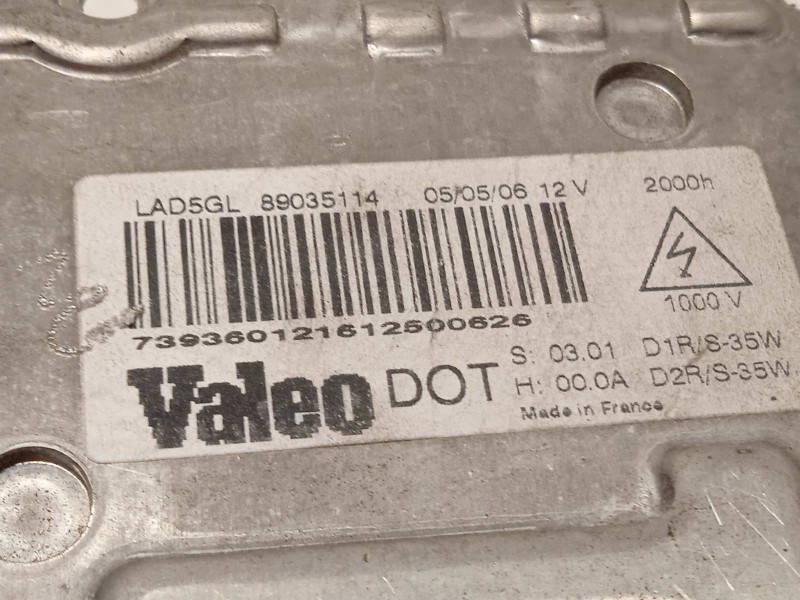 LAD5GL 89035114 05/05/06 12 V 2000h
1000 V
739360121612500626
S: 03.01 D1R/S-35W
Valeo DOT H: 00.0A D2R/S-35W
Made in France